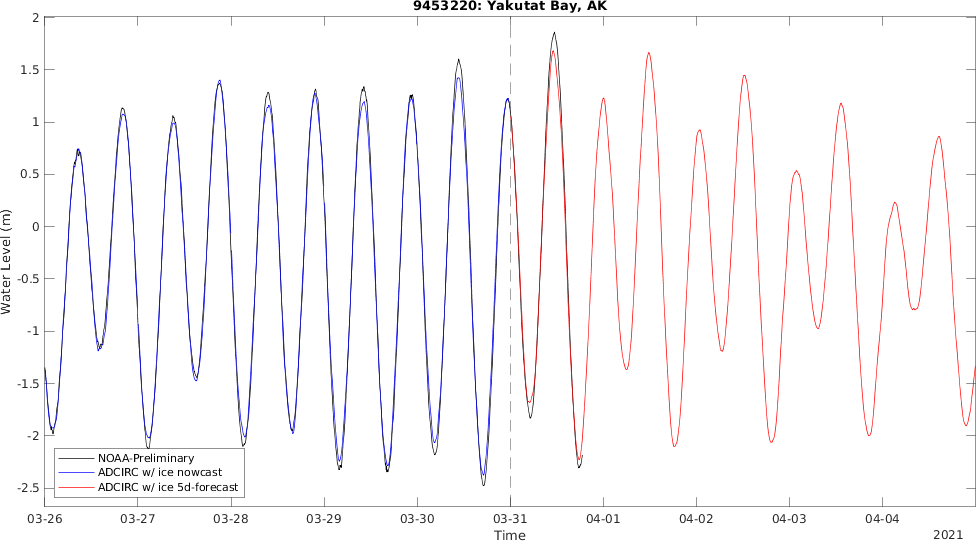 9453220: Yakutat Bay, AK
Water Level (m)
2
1.5
1
0.5
0
-0.5
-1
-1.5
-2
-2.5
NOAA-Preliminary
ADCIRC w/ ice nowcast
ADCIRC w/ ice 5d-forecast
03-26 03-27 03-28 03-29 03-30 03-31 04-01 04-02 04-03 04-04
Time
2021